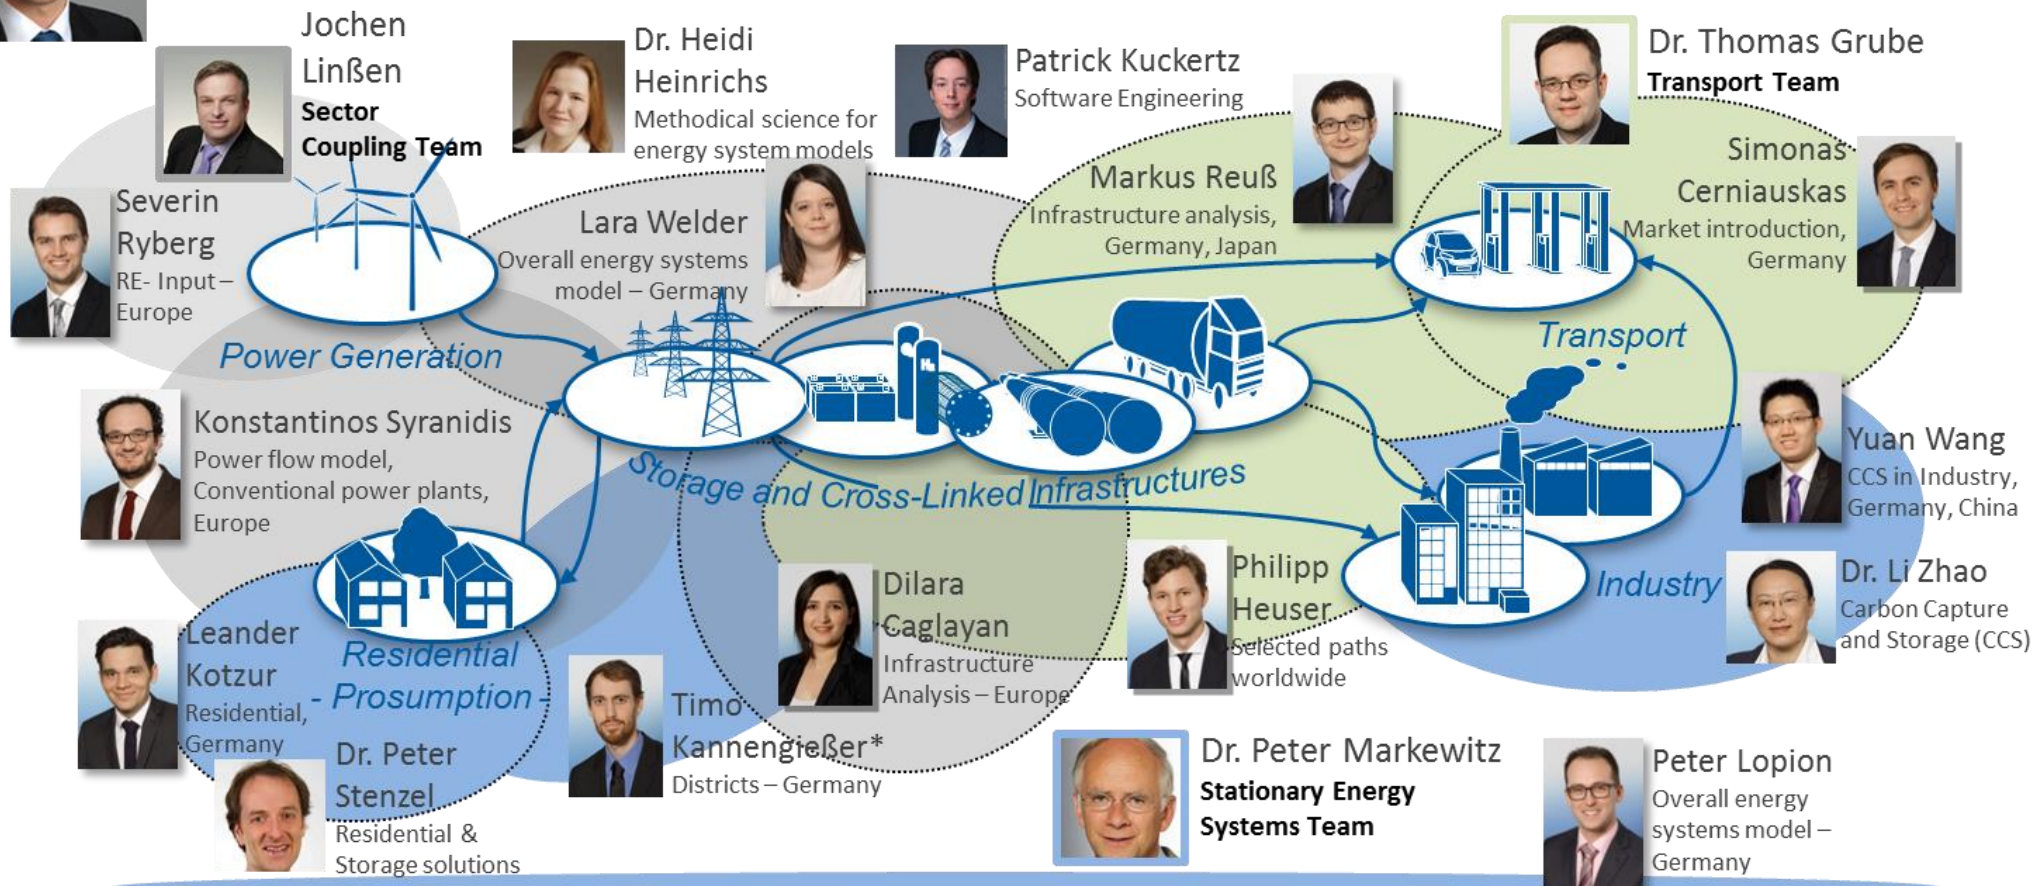 Jochen
Linßen
Sector
Coupling Team
Dr. Heidi
Heinrichs
Methodical science for
energy system models
Patrick Kuckertz
Software Engineering
Dr. Thomas Grube
Transport Team
Severin
Ryberg
RE- Input –
Europe
Lara Welder
Overall energy systems
model – Germany
Markus Reuß
Infrastructure analysis,
Germany, Japan
Simonas
Cerniauskas
Market introduction,
Germany
Power Generation
Transport
Konstantinos Syranidis
Power flow model,
Conventional power plants,
Europe
Storage and Cross-Linked Infrastructures
Yuan Wang
CCS in Industry,
Germany, China
Industry
Dr. Li Zhao
Carbon Capture
and Storage (CCS)
Leander
Kotzur
Residential,
Germany
Residential
- Prosumption -
Dilara
Caglayan
Infrastructure
Analysis – Europe
Philipp
Heuser
Selected paths
worldwide
Dr. Peter
Stenzel
Residential &
Storage solutions
Timo
Kannengießer*
Districts – Germany
Dr. Peter Markewitz
Stationary Energy
Systems Team
Peter Lopion
Overall energy
systems model –
Germany